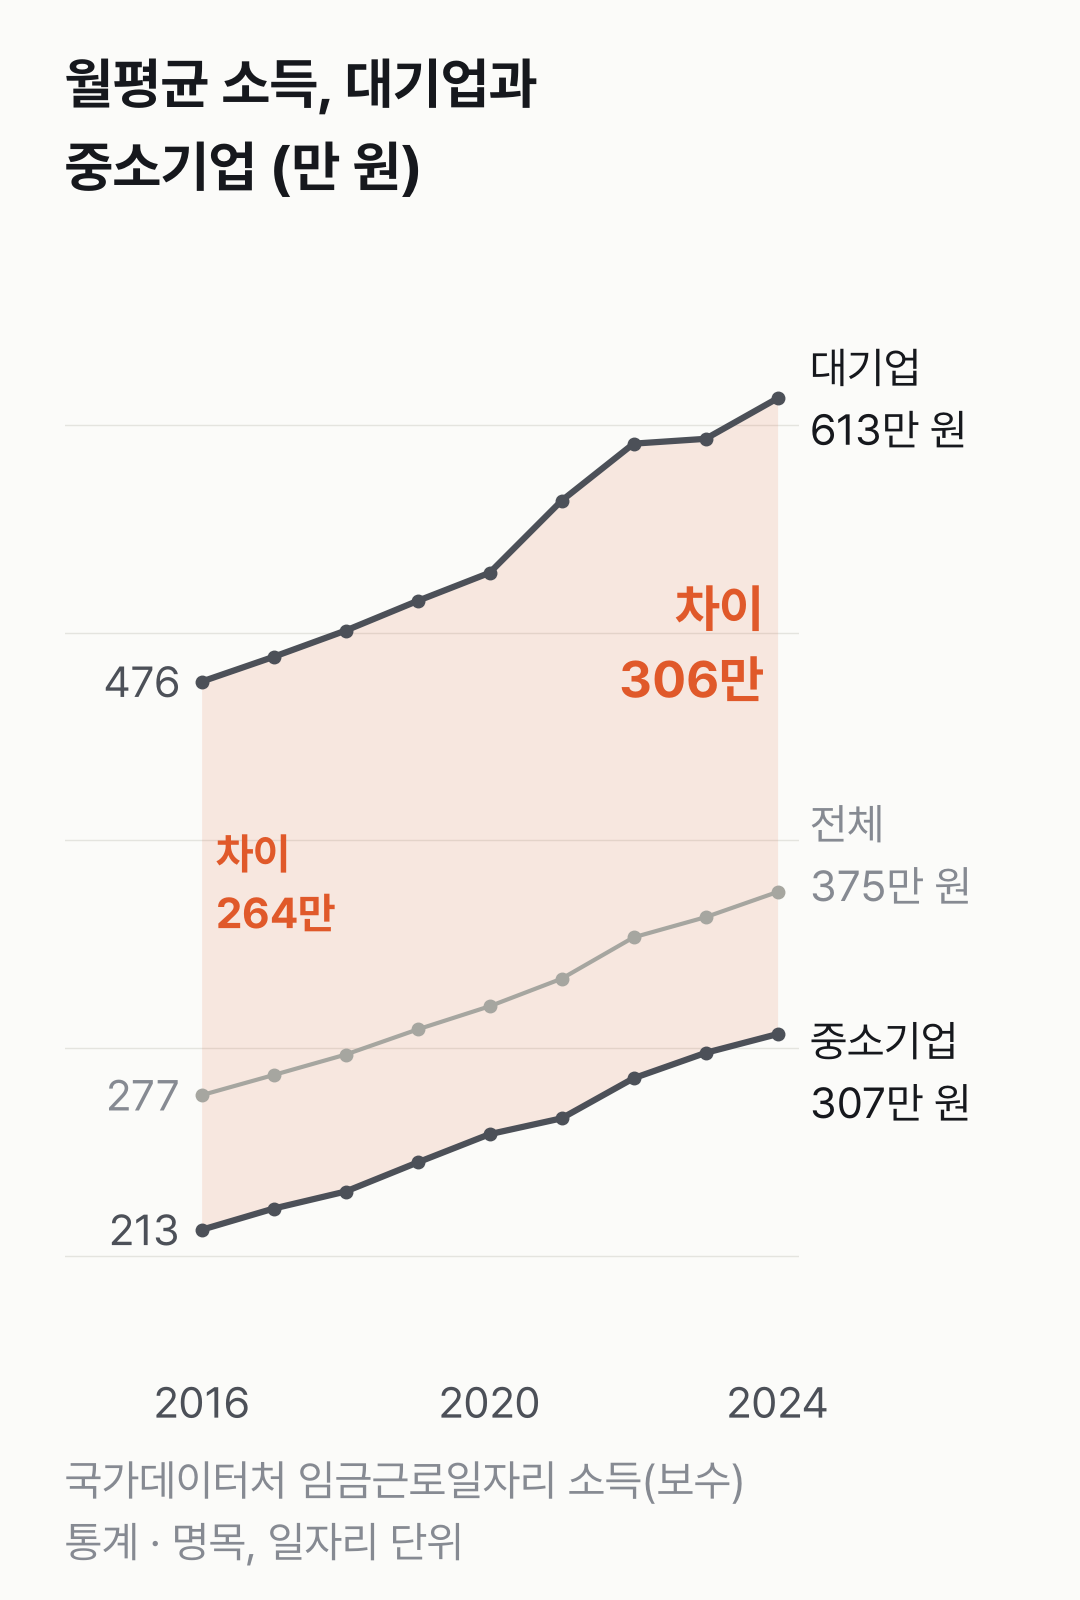 월평균 소득, 대기업과
중소기업 (만 원)
대기업
613만 원
차이
306만
476
전체
375만 원
차이
264만
277
중소기업
307만 원
213
2016
2020
2024
국가데이터처 임금근로일자리 소득(보수)
통계 · 명목, 일자리 단위